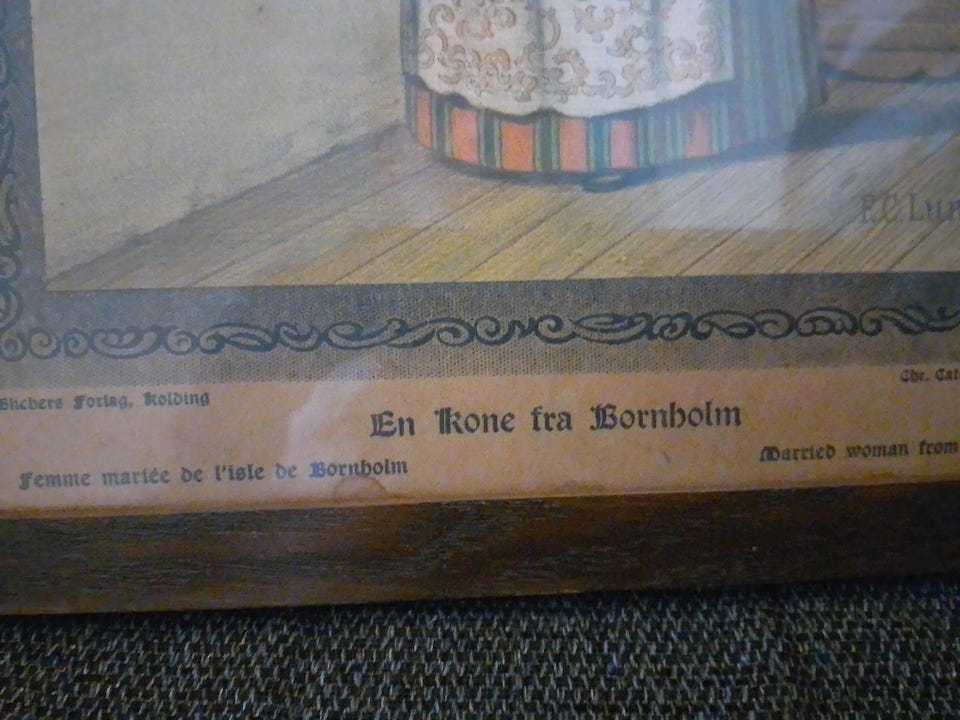 F.C. Lun
Blichers Forlag, Kolding
Chr. Cat
En Kone fra Bornholm
Femme mariée de l'isle de Bornholm
Married woman from